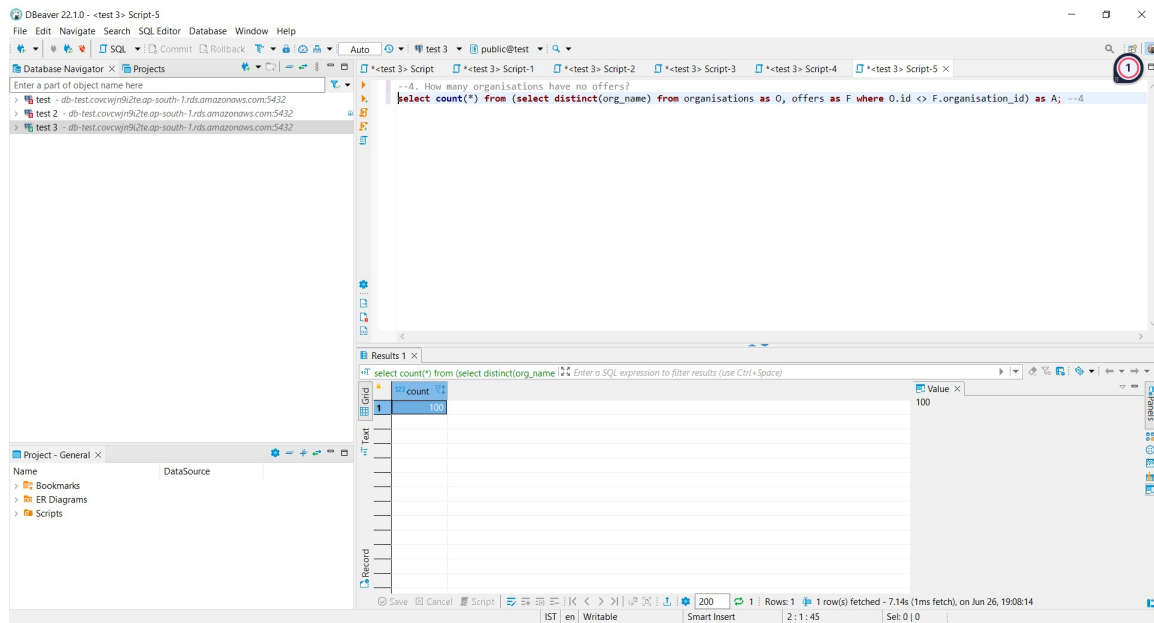 DBeaver 22.1.0 - <test 3> Script-5
File Edit Navigate Search SQL Editor Database Window Help
SQL Commit Rollback Auto test 3 public@test
Database Navigator Projects
Enter a part of object name here
test - db-test.covcwjn9i2te.ap-south-1.rds.amazonaws.com:5432
test 2 - db-test.covcwjn9i2te.ap-south-1.rds.amazonaws.com:5432
test 3 - db-test.covcwjn9i2te.ap-south-1.rds.amazonaws.com:5432
*<test 3> Script *<test 3> Script-1 *<test 3> Script-2 *<test 3> Script-3 *<test 3> Script-4 *<test 3> Script-5
1
--4. How many organisations have no offers?
select count(*) from (select distinct(org_name) from organisations as O, offers as F where O.id <> F.organisation_id) as A; --4
Results 1
select count(*) from (select distinct(org_name Enter a SQL expression to filter results (use Ctrl+Space)
Grid
Text
Record
123 count
1 100
Value
100
Panels
Project - General
Name DataSource
Bookmarks
ER Diagrams
Scripts
Save Cancel Script 200 1 Rows: 1 1 row(s) fetched - 7.14s (1ms fetch), on Jun 26, 19:08:14
IST en Writable Smart Insert 2 : 1 : 45 Sel: 0 | 0